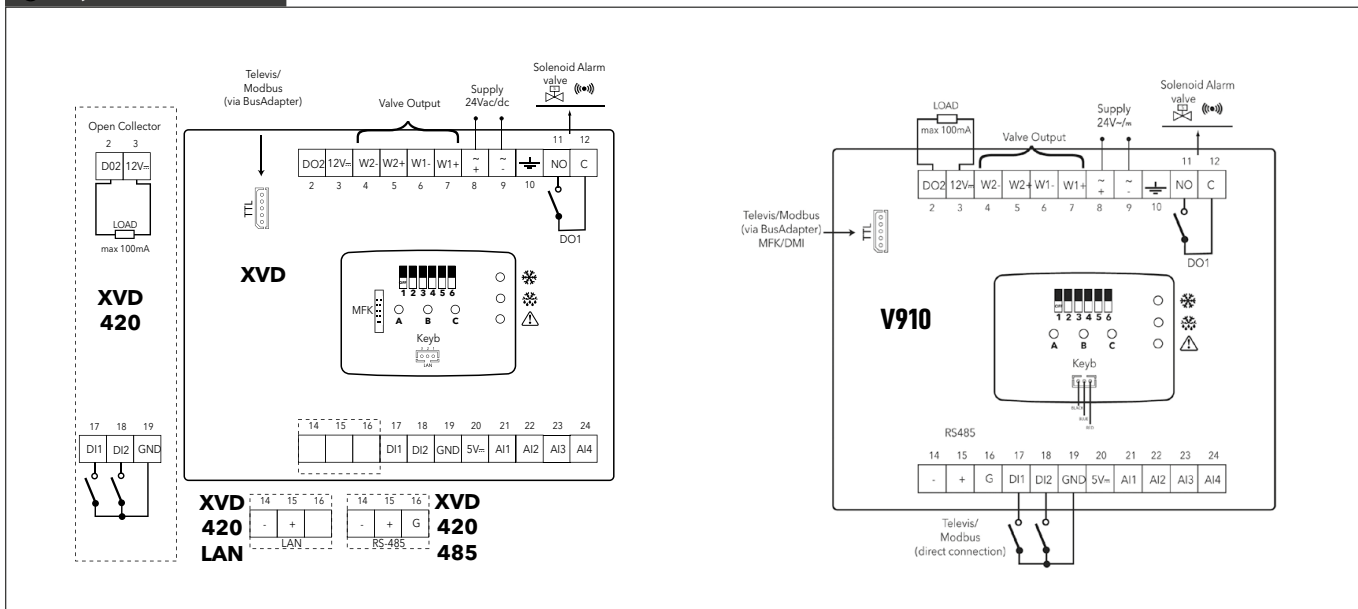 Televis/
Modbus
(via BusAdapter)
Valve Output
Supply
24Vac/dc
Solenoid Alarm
valve
Open Collector
2 3
DO2 12V
LOAD
max 100mA
XVD
420
17 18 19
DI1 DI2 GND
11 12
DO2 12V W2- W2+ W1- W1+ ~ + ~ - NO C
2 3 4 5 6 7 8 9 10
TTL
DO1
XVD
OFF
1 2 3 4 5 6
MFK
A B C
Keyb
LAN
14 15 16 17 18 19 20 21 22 23 24
DI1 DI2 GND 5V AI1 AI2 AI3 AI4
XVD
420
LAN
14 15 16
- +
LAN
14 15 16
- + G
RS-485
XVD
420
485
LOAD
max 100mA
Valve Output
Supply
24V~/
Solenoid Alarm
valve
11 12
DO2 12V W2- W2+ W1- W1+ ~ + ~ - NO C
2 3 4 5 6 7 8 9 10
Televis/Modbus
(via BusAdapter)
MFK/DMI
TTL
DO1
V910
OFF
1 2 3 4 5 6
A B C
Keyb
BLACK
BLUE
RED
RS485
14 15 16 17 18 19 20 21 22 23 24
- + G DI1 DI2 GND 5V AI1 AI2 AI3 AI4
Televis/
Modbus
(direct connection)